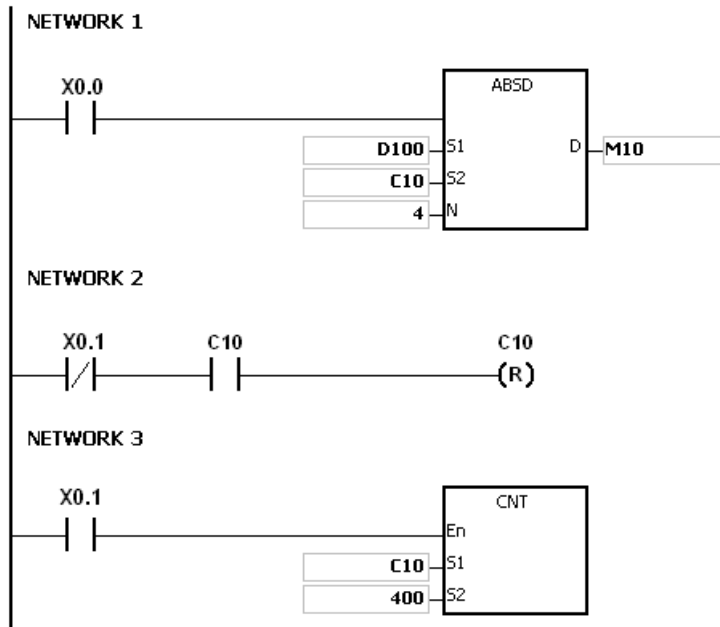 NETWORK 1
X0.0
ABSD
D100 S1 D M10
C10 S2
4 N
NETWORK 2
X0.1 C10 C10
(R)
NETWORK 3
X0.1
CNT
En
C10 S1
400 S2